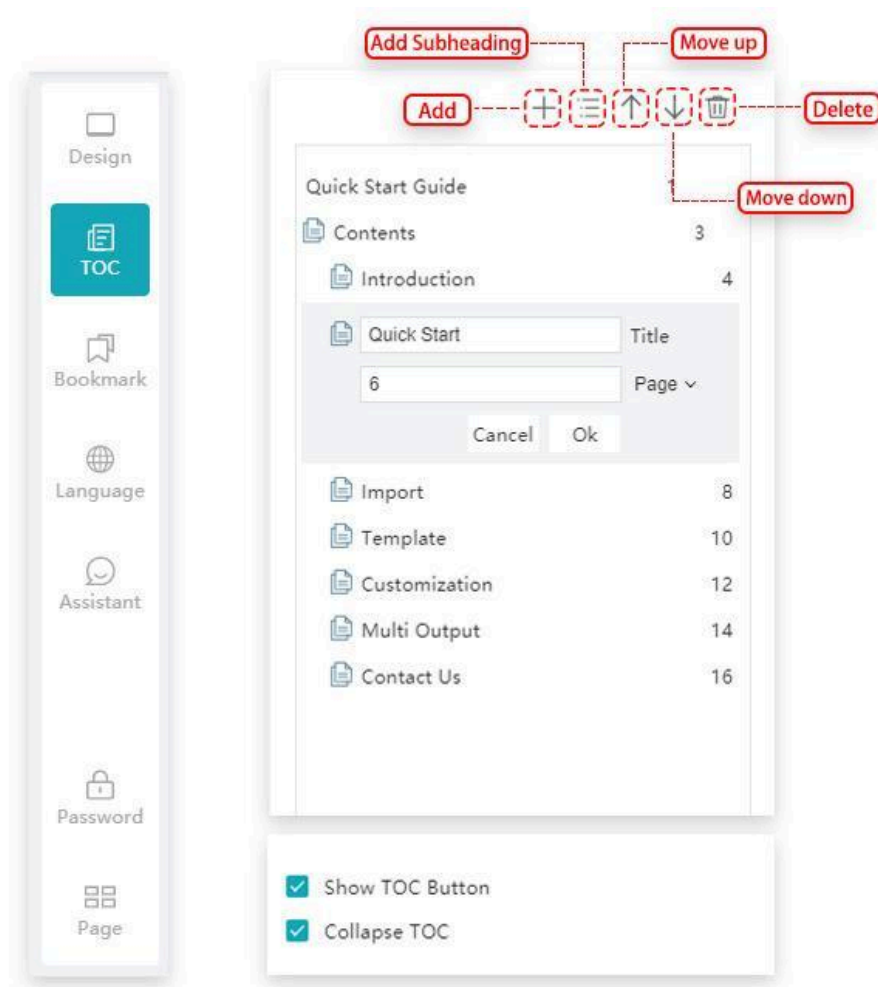 Add Subheading
Move up
Add
Delete
Move down
Design
TOC
Bookmark
Language
Assistant
Password
Page
Quick Start Guide 1
Contents 3
Introduction 4
Quick Start Title
6 Page
Cancel Ok
Import 8
Template 10
Customization 12
Multi Output 14
Contact Us 16
Show TOC Button
Collapse TOC